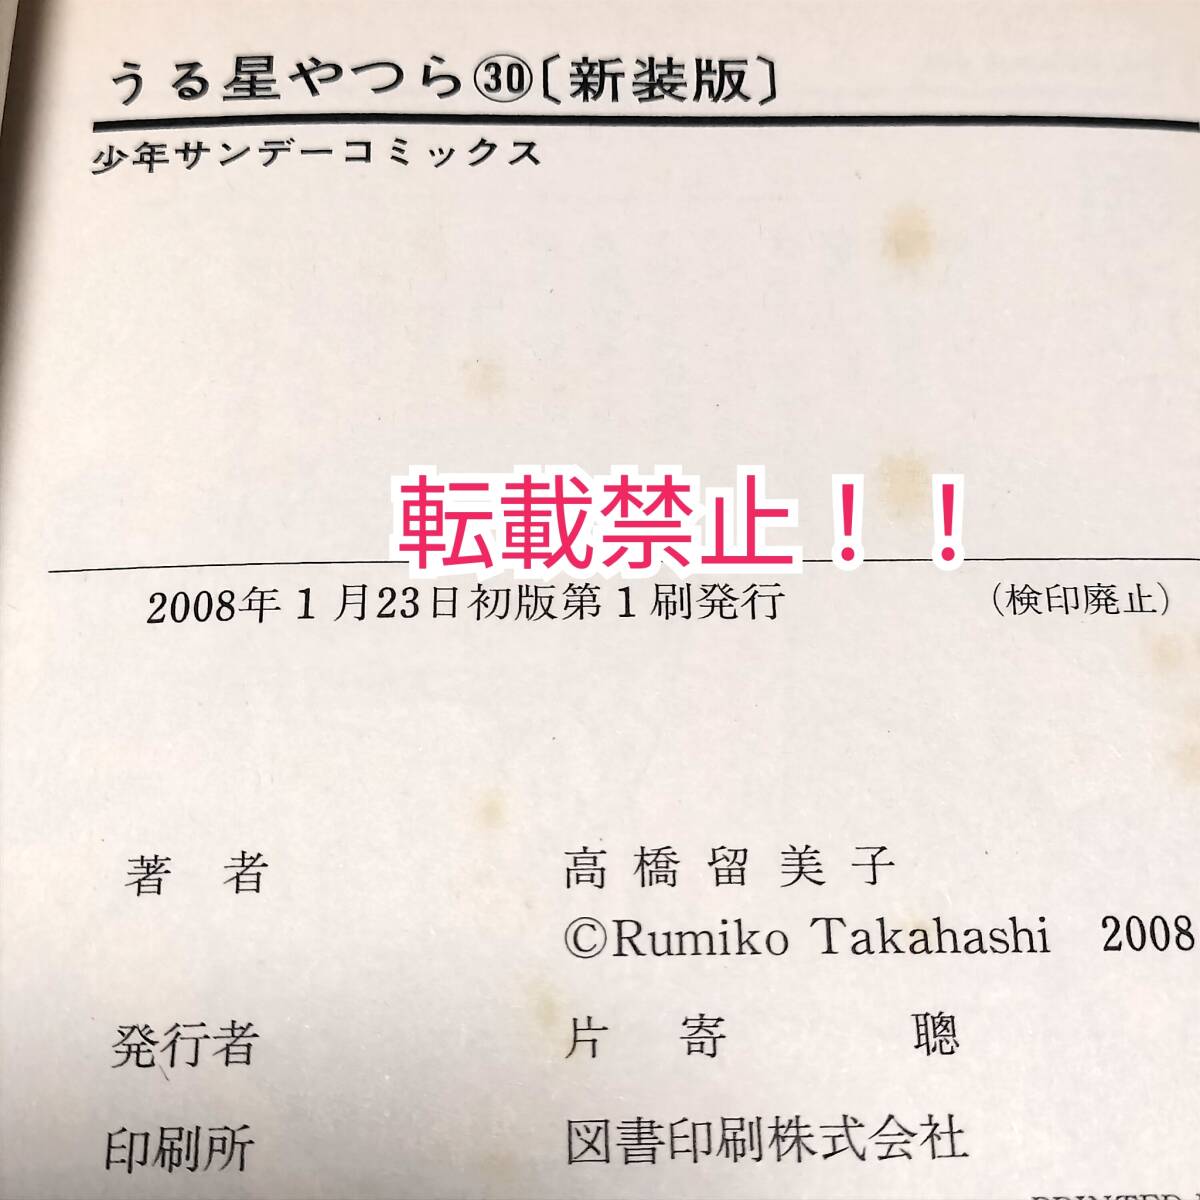 うる星やつら㉚〔新装版〕
少年サンデーコミックス
転載禁止！！
2008年1月23日初版第1刷発行 (検印廃止)
著者 高橋留美子
©Rumiko Takahashi 2008
発行者 片寄 聰
印刷所 図書印刷株式会社
PRINTED